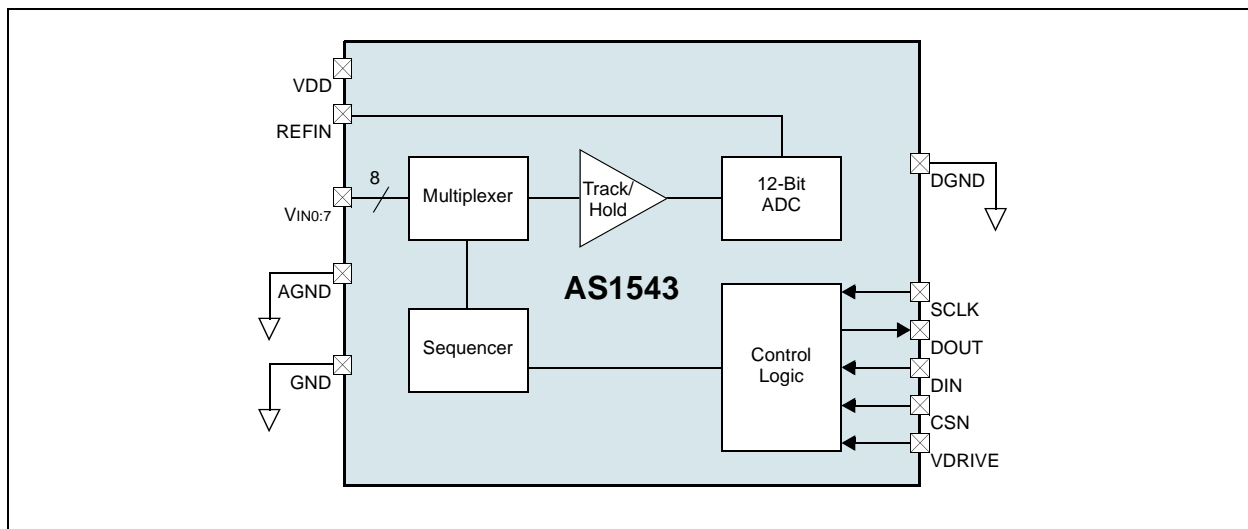 VDD
REFIN
8
VIN0:7
Multiplexer
Track/
Hold
12-Bit
ADC
DGND
AGND
AS1543
GND
Sequencer
Control
Logic
SCLK
DOUT
DIN
CSN
VDRIVE